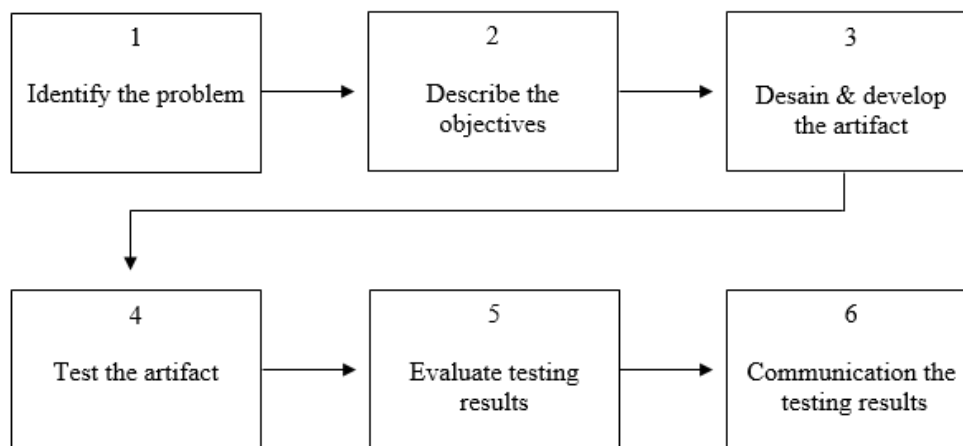 1
Identify the problem
2
Describe the
objectives
3
Desain & develop
the artifact
4
Test the artifact
5
Evaluate testing
results
6
Communication the
testing results